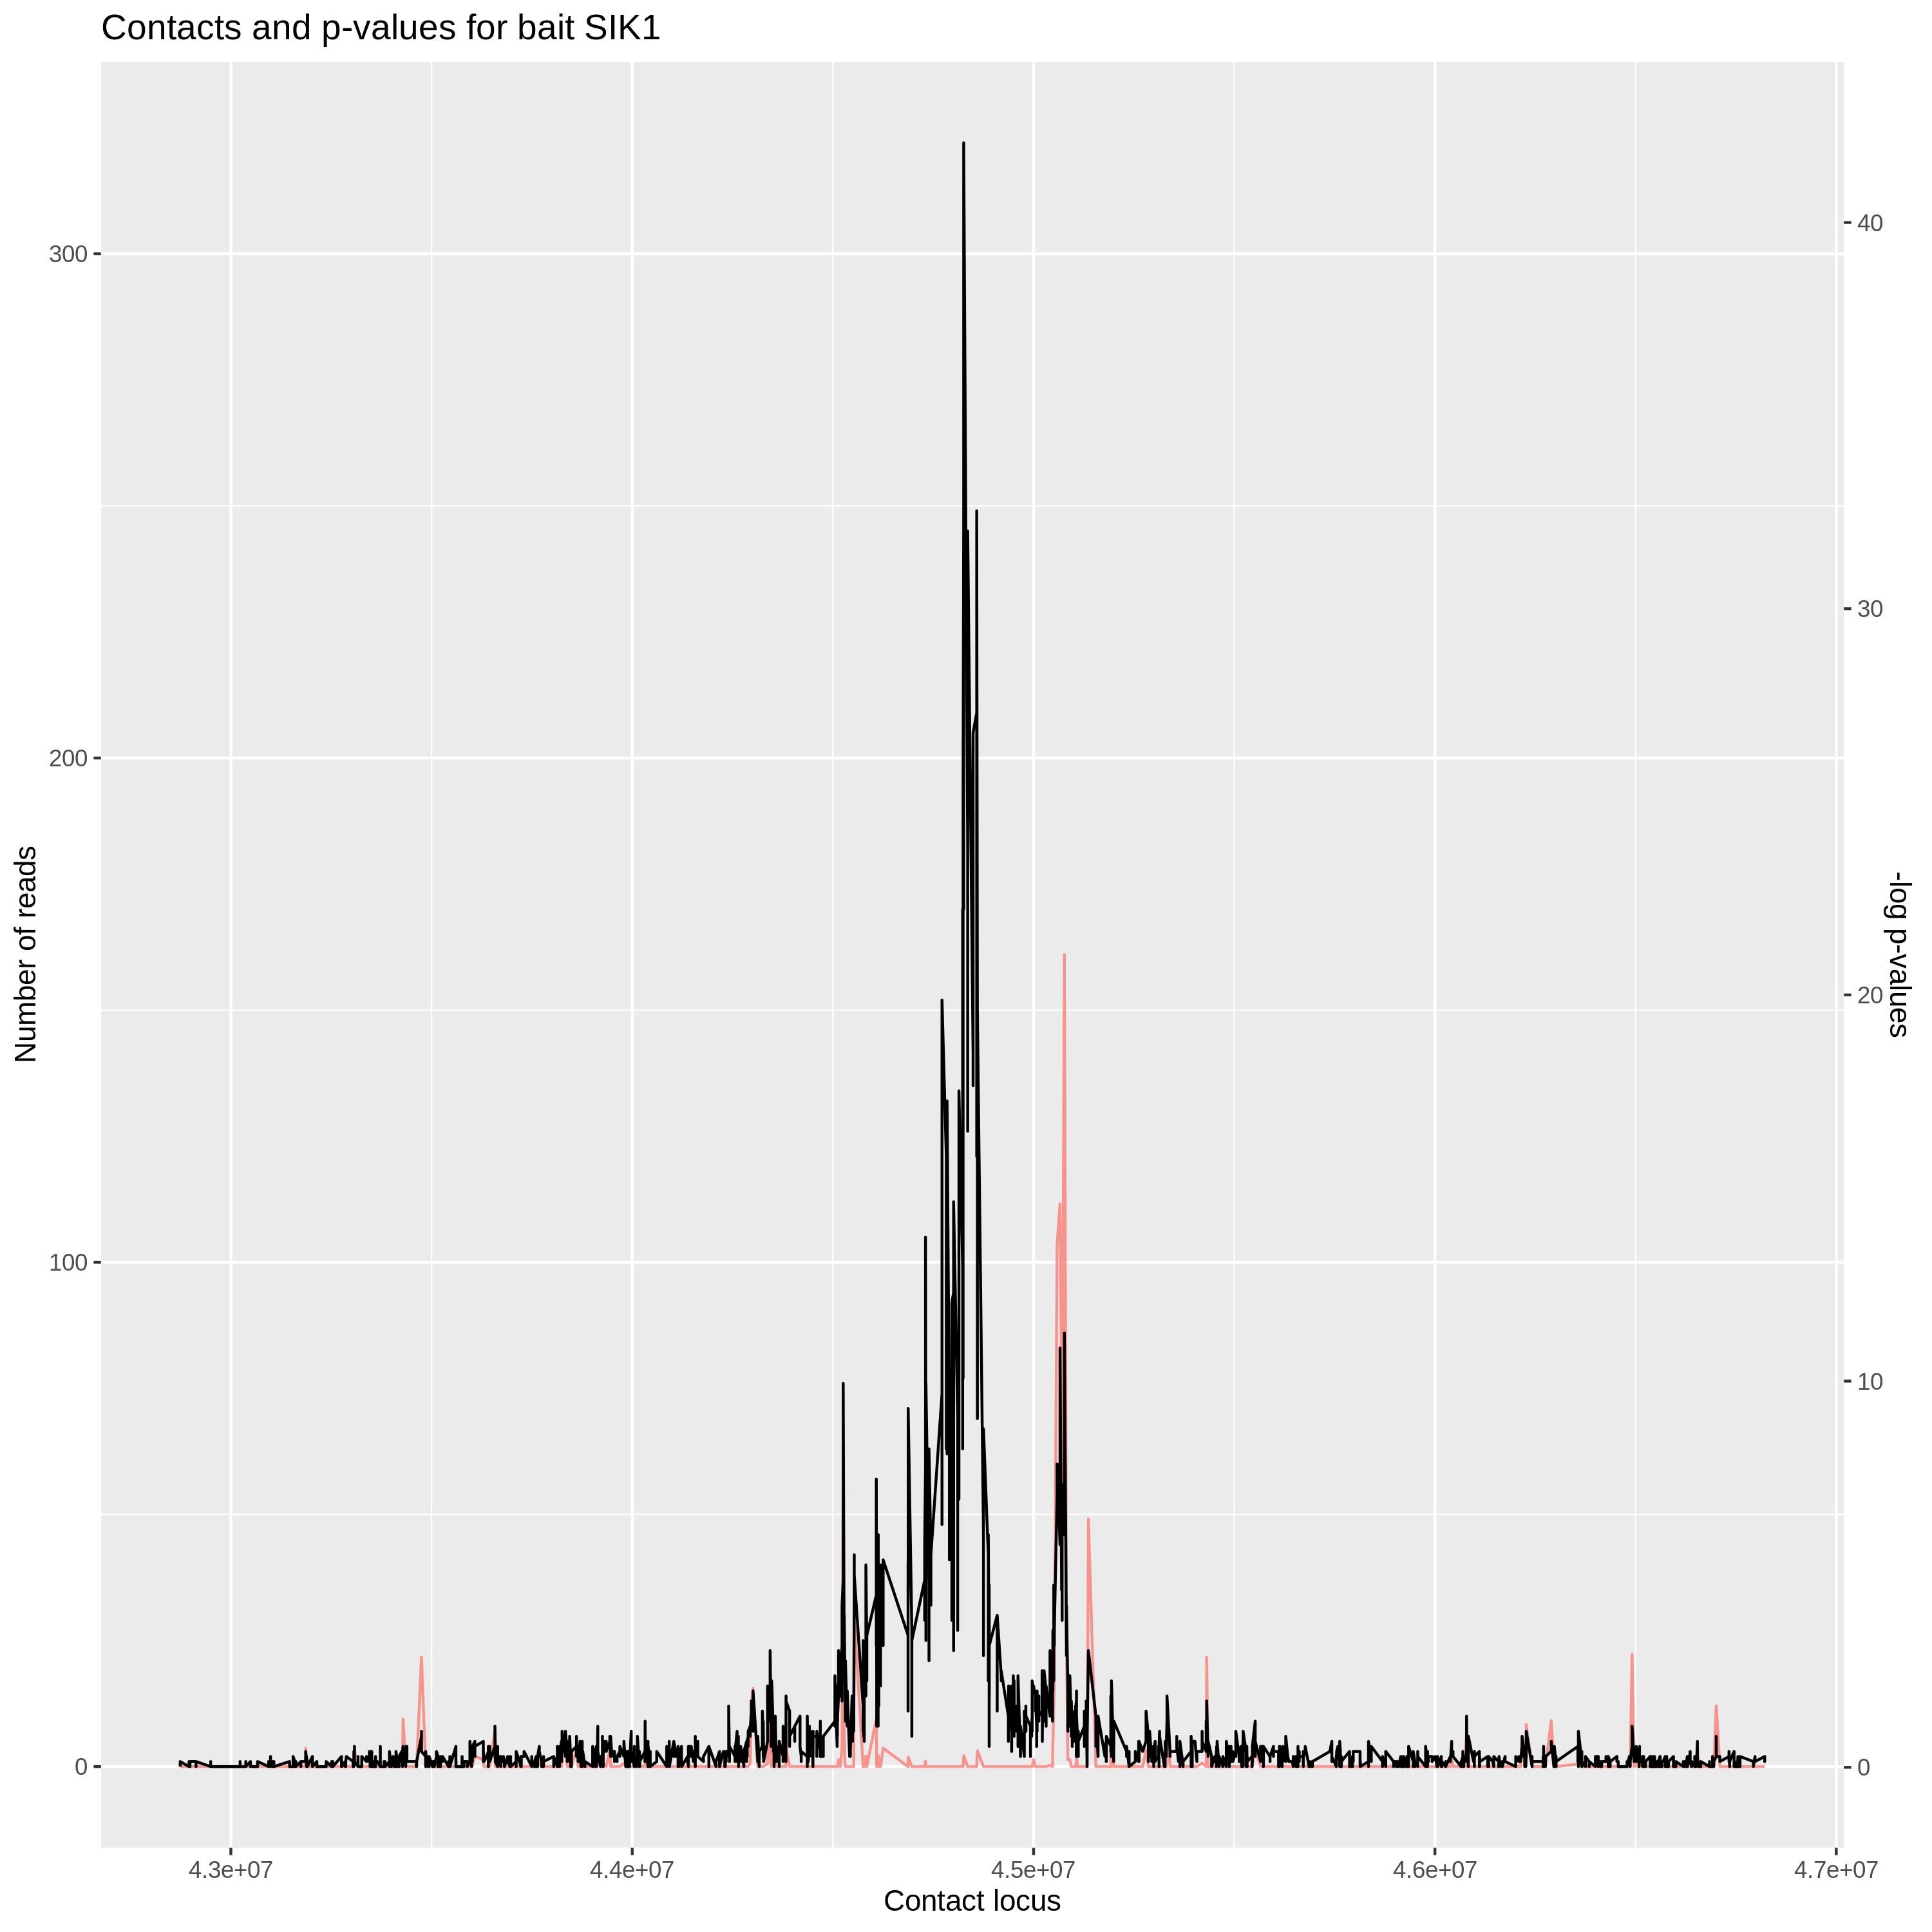 Contacts and p-values for bait SIK1
300
200
100
0
Number of reads
40
30
20
10
0
-log p-values
4.3e+07 4.4e+07 4.5e+07 4.6e+07 4.7e+07
Contact locus